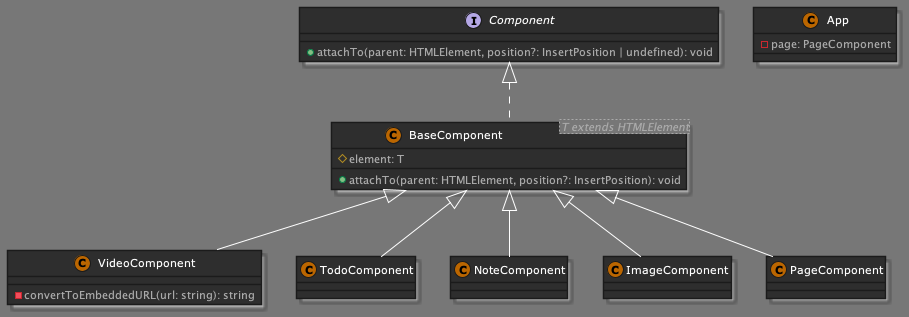 I Component
attachTo(parent: HTMLElement, position?: InsertPosition | undefined): void
C App
page: PageComponent
C BaseComponent
T extends HTMLElement
element: T
attachTo(parent: HTMLElement, position?: InsertPosition): void
C VideoComponent
convertToEmbeddedURL(url: string): string
C TodoComponent
C NoteComponent
C ImageComponent
C PageComponent